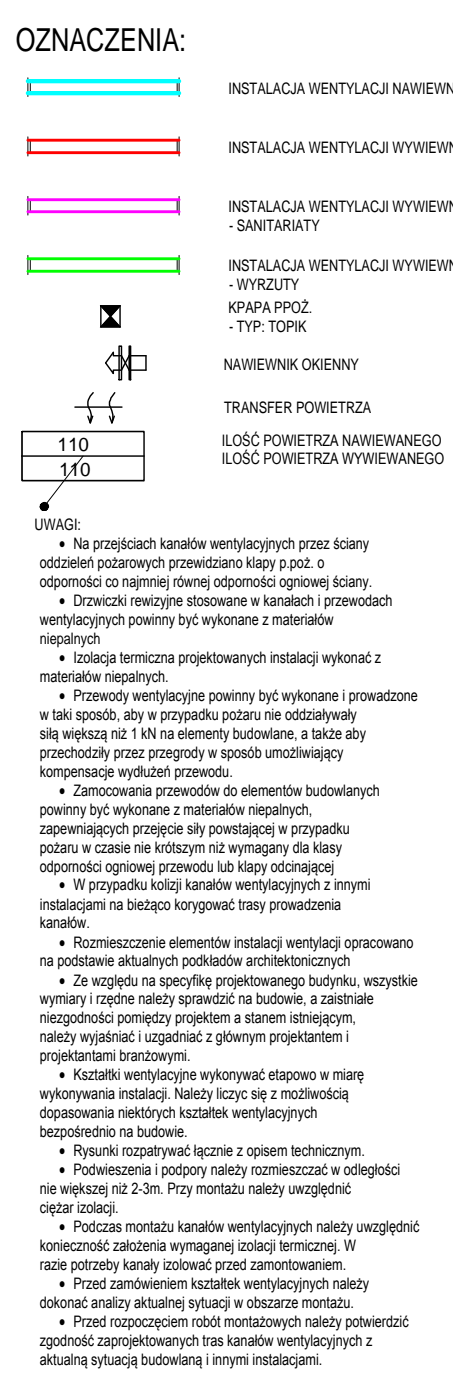 OZNACZENIA:
INSTALACJA WENTYLACJI NAWIEWN
INSTALACJA WENTYLACJI WYWIEWN
INSTALACJA WENTYLACJI WYWIEWN
- SANITARIATY
INSTALACJA WENTYLACJI WYWIEWN
- WYRZUTY
KPAPA PPOŻ.
- TYP: TOPIK
NAWIEWNIK OKIENNY
TRANSFER POWIETRZA
110
110
ILOŚĆ POWIETRZA NAWIEWANEGO
ILOŚĆ POWIETRZA WYWIEWANEGO
UWAGI:
• Na przejściach kanałów wentylacyjnych przez ściany
oddzieleń pożarowych przewidziano klapy p.poż. o
odporności co najmniej równej odporności ogniowej ściany.
• Drzwiczki rewizyjne stosowane w kanałach i przewodach
wentylacyjnych powinny być wykonane z materiałów
niepalnych
• Izolacja termiczna projektowanych instalacji wykonać z
materiałów niepalnych.
• Przewody wentylacyjne powinny być wykonane i prowadzone
w taki sposób, aby w przypadku pożaru nie oddziaływały
siłą większą niż 1 kN na elementy budowlane, a także aby
przechodziły przez przegrody w sposób umożliwiający
kompensacje wydłużeń przewodu.
• Zamocowania przewodów do elementów budowlanych
powinny być wykonane z materiałów niepalnych,
zapewniających przejęcie siły powstającej w przypadku
pożaru w czasie nie krótszym niż wymagany dla klasy
odporności ogniowej przewodu lub klapy odcinającej
• W przypadku kolizji kanałów wentylacyjnych z innymi
instalacjami na bieżąco korygować trasy prowadzenia
kanałów.
• Rozmieszczenie elementów instalacji wentylacji opracowano
na podstawie aktualnych podkładów architektonicznych
• Ze względu na specyfikę projektowanego budynku, wszystkie
wymiary i rzędne należy sprawdzić na budowie, a zaistniałe
niezgodności pomiędzy projektem a stanem istniejącym,
należy wyjaśniać i uzgadniać z głównym projektantem i
projektantami branżowymi.
• Kształtki wentylacyjne wykonywać etapowo w miarę
wykonywania instalacji. Należy liczyc się z możliwością
dopasowania niektórych kształtek wentylacyjnych
bezpośrednio na budowie.
• Rysunki rozpatrywać łącznie z opisem technicznym.
• Podwieszenia i podpory należy rozmieszczać w odległości
nie większej niż 2-3m. Przy montażu należy uwzględnić
ciężar izolacji.
• Podczas montażu kanałów wentylacyjnych należy uwzględnić
konieczność założenia wymaganej izolacji termicznej. W
razie potrzeby kanały izolować przed zamontowaniem.
• Przed zamówieniem kształtek wentylacyjnych należy
dokonać analizy aktualnej sytuacji w obszarze montażu.
• Przed rozpoczęciem robót montażowych należy potwierdzić
zgodność zaprojektowanych tras kanałów wentylacyjnych z
aktualną sytuacją budowlaną i innymi instalacjami.